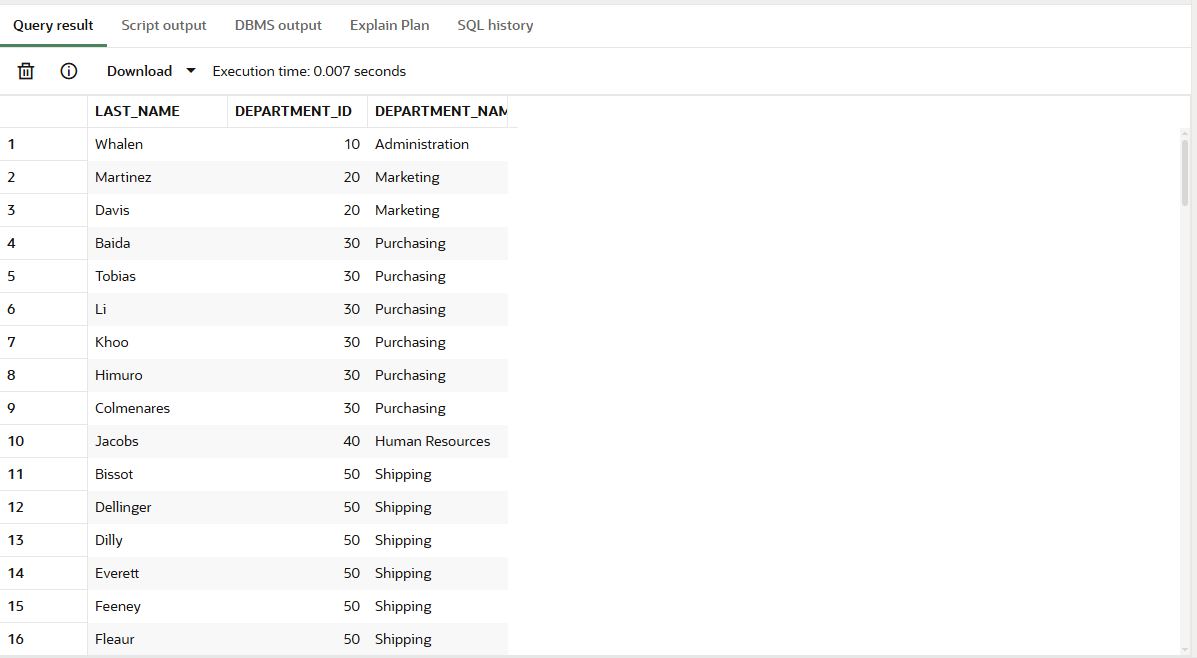 Query result Script output DBMS output Explain Plan SQL history
Download Execution time: 0.007 seconds
LAST_NAME DEPARTMENT_ID DEPARTMENT_NAM
1 Whalen 10 Administration
2 Martinez 20 Marketing
3 Davis 20 Marketing
4 Baida 30 Purchasing
5 Tobias 30 Purchasing
6 Li 30 Purchasing
7 Khoo 30 Purchasing
8 Himuro 30 Purchasing
9 Colmenares 30 Purchasing
10 Jacobs 40 Human Resources
11 Bissot 50 Shipping
12 Dellinger 50 Shipping
13 Dilly 50 Shipping
14 Everett 50 Shipping
15 Feeney 50 Shipping
16 Fleaur 50 Shipping